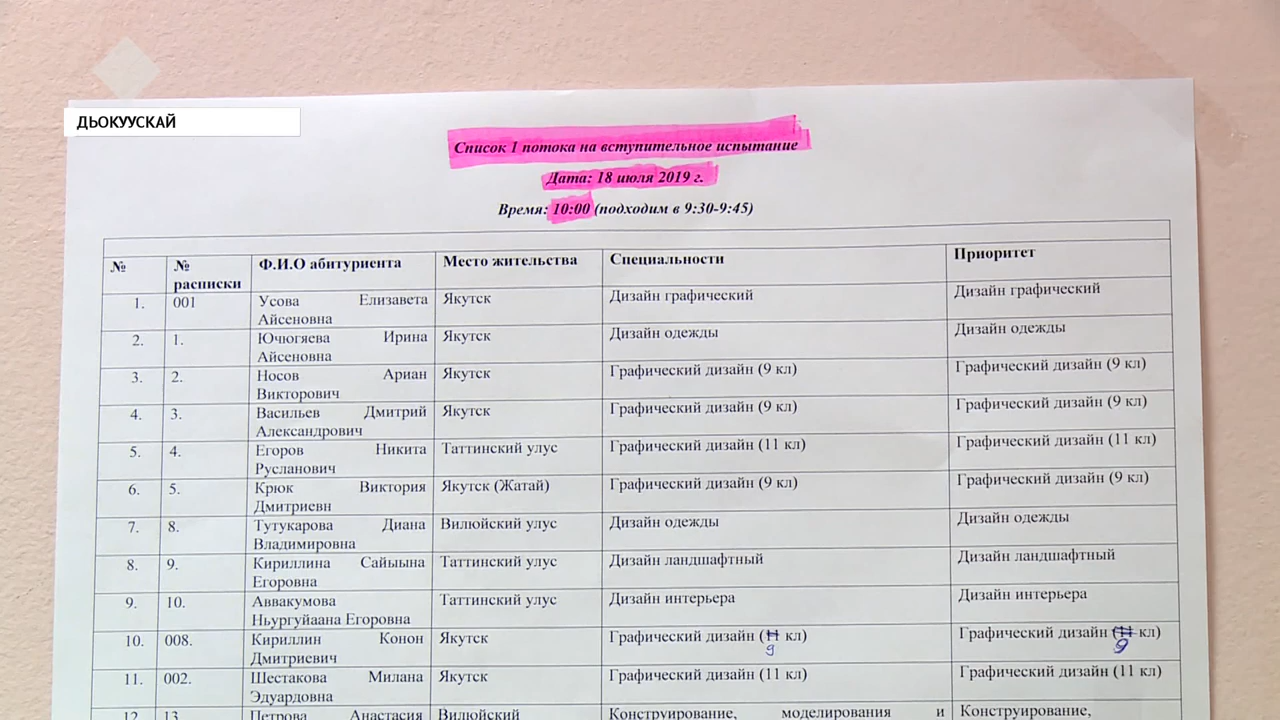 ДЬОКУУСКАЙ
Список 1 потока на вступительное испытание
Дата: 18 июля 2019 г.
Время: 10:00 (подходим в 9:30-9:45)
№ № расписки Ф.И.О абитуриента Место жительства Специальности Приоритет
1. 001 Усова Елизавета Айсеновна Якутск Дизайн графический Дизайн графический
2. 1. Ючюгяева Ирина Айсеновна Якутск Дизайн одежды Дизайн одежды
3. 2. Носов Ариан Викторович Якутск Графический дизайн (9 кл) Графический дизайн (9 кл)
4. 3. Васильев Дмитрий Александрович Якутск Графический дизайн (9 кл) Графический дизайн (9 кл)
5. 4. Егоров Никита Русланович Таттинский улус Графический дизайн (11 кл) Графический дизайн (11 кл)
6. 5. Крюк Виктория Дмитриевн Якутск (Жатай) Графический дизайн (9 кл) Графический дизайн (9 кл)
7. 8. Тутукарова Диана Владимировна Вилюйский улус Дизайн одежды Дизайн одежды
8. 9. Кириллина Сайыына Егоровна Таттинский улус Дизайн ландшафтный Дизайн ландшафтный
9. 10. Аввакумова Ньургуйаана Егоровна Таттинский улус Дизайн интерьера Дизайн интерьера
10. 008. Кириллин Конон Дмитриевич Якутск Графический дизайн (11 кл) 9 Графический дизайн (11 кл) 9
11. 002. Шестакова Милана Эдуардовна Якутск Графический дизайн (11 кл) Графический дизайн (11 кл)
12. 13. Петрова Анастасия Вилюйский Конструирование, моделирования и Конструирование,